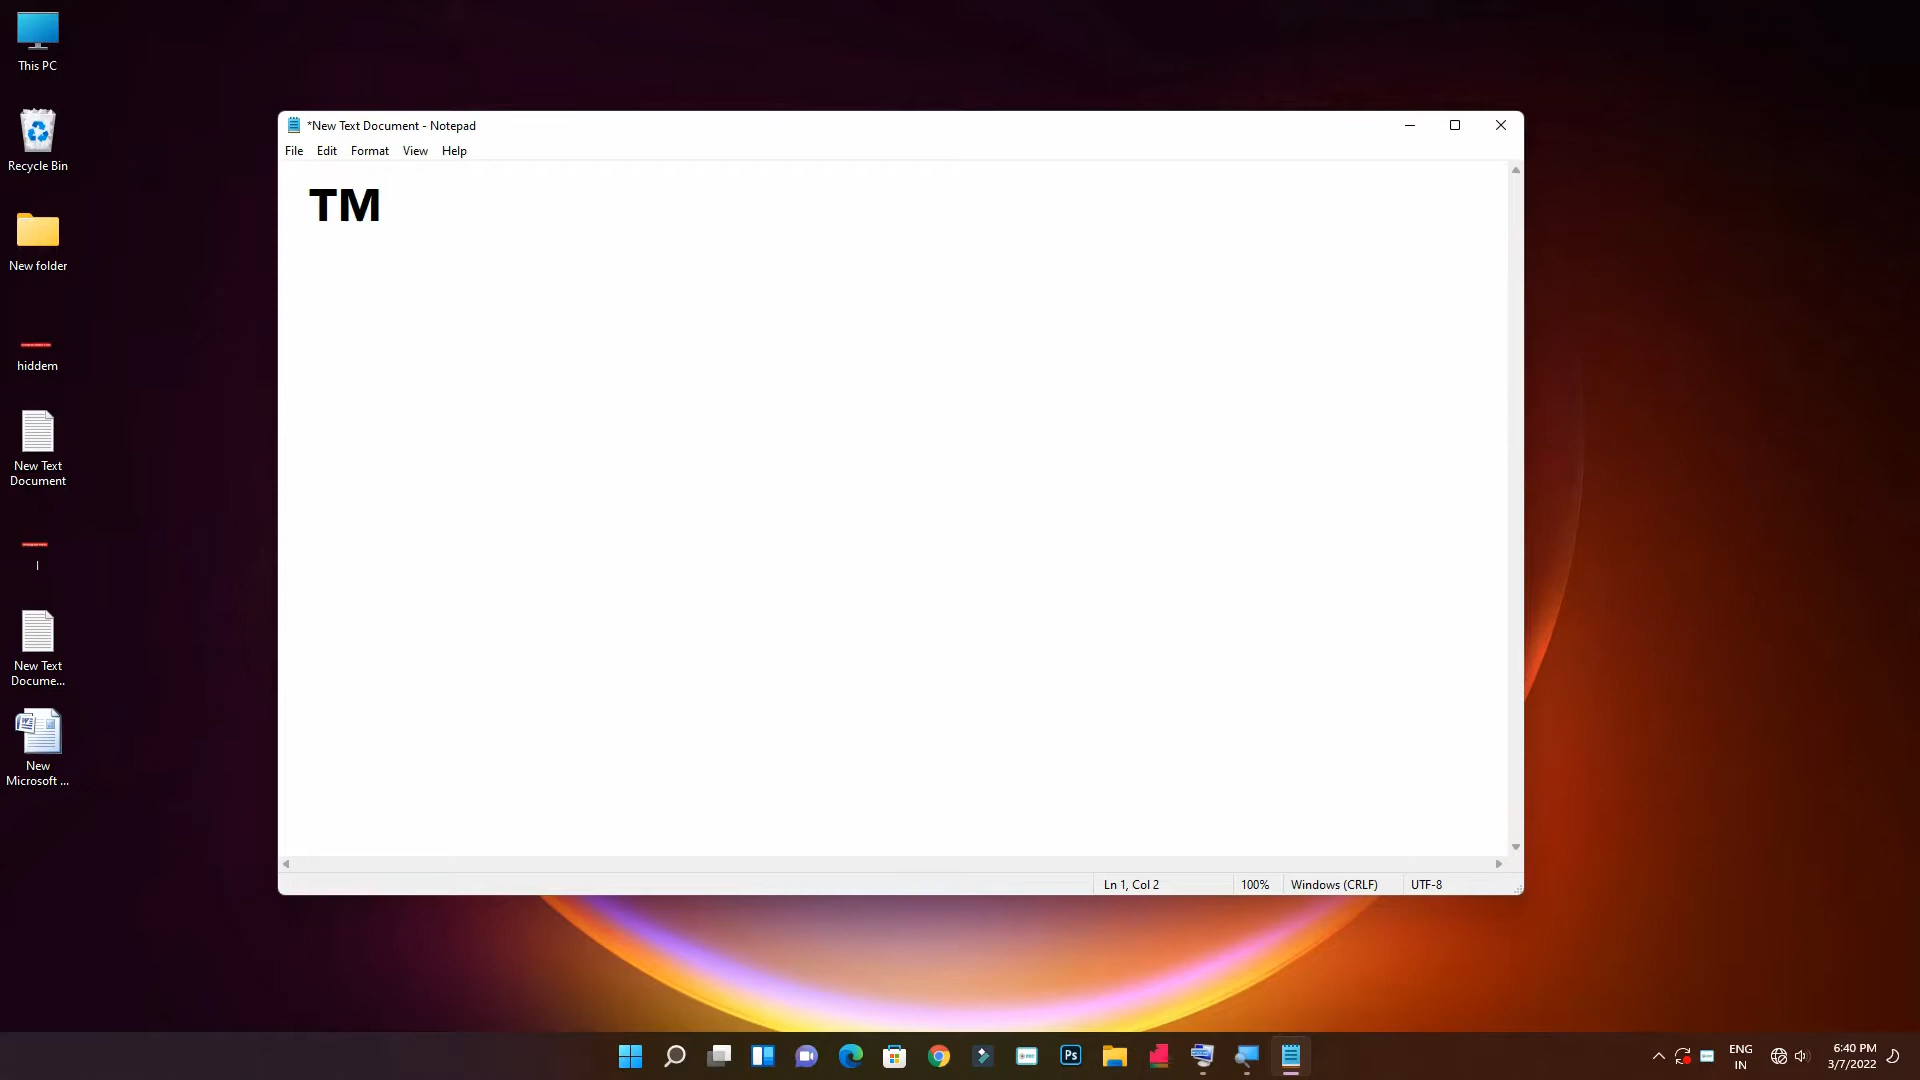 This PC
Recycle Bin
New folder
hiddem
New Text
Document
l
New Text
Docume...
New
Microsoft ...
*New Text Document - Notepad
File Edit Format View Help
™
Ln 1, Col 2 100% Windows (CRLF) UTF-8
Ps
ENG
IN
6:40 PM
3/7/2022